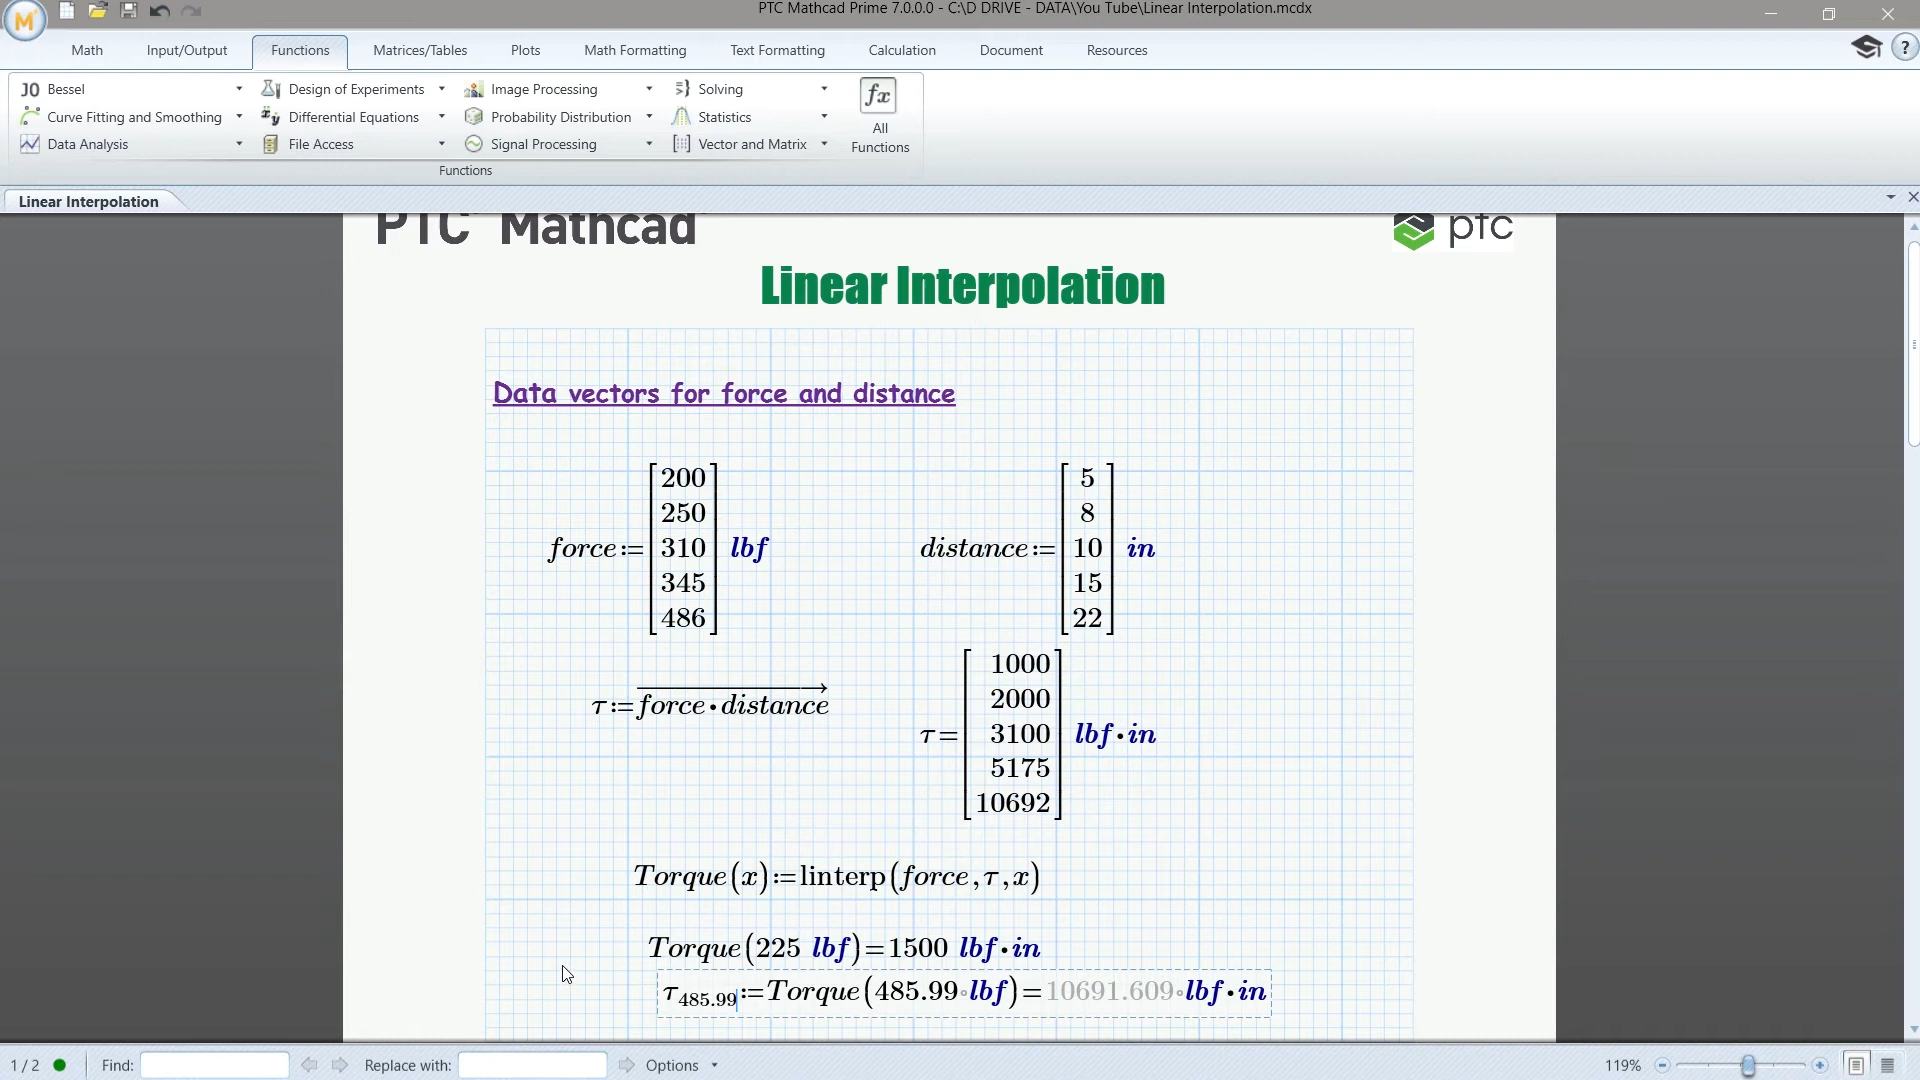 PTC Mathcad Prime 7.0.0.0 - C:\D DRIVE - DATA\You Tube\Linear Interpolation.mcdx
Math Input/Output Functions Matrices/Tables Plots Math Formatting Text Formatting Calculation Document Resources
Bessel Design of Experiments Image Processing Solving
Curve Fitting and Smoothing Differential Equations Probability Distribution Statistics
Data Analysis File Access Signal Processing Vector and Matrix
fx
All
Functions
Functions
Linear Interpolation
PTC Mathcad
ptc
Linear Interpolation
Data vectors for force and distance
200 5
250 8
force:= 310 lbf distance:= 10 in
345 15
486 22
1000
τ:=force·distance 2000
τ= 3100 lbf·in
5175
10692
Torque(x):=linterp(force,τ,x)
Torque(225 lbf)=1500 lbf·in
τ485.99:=Torque(485.99·lbf)=10691.609·lbf·in
1 / 2 Find: Replace with: Options 119%